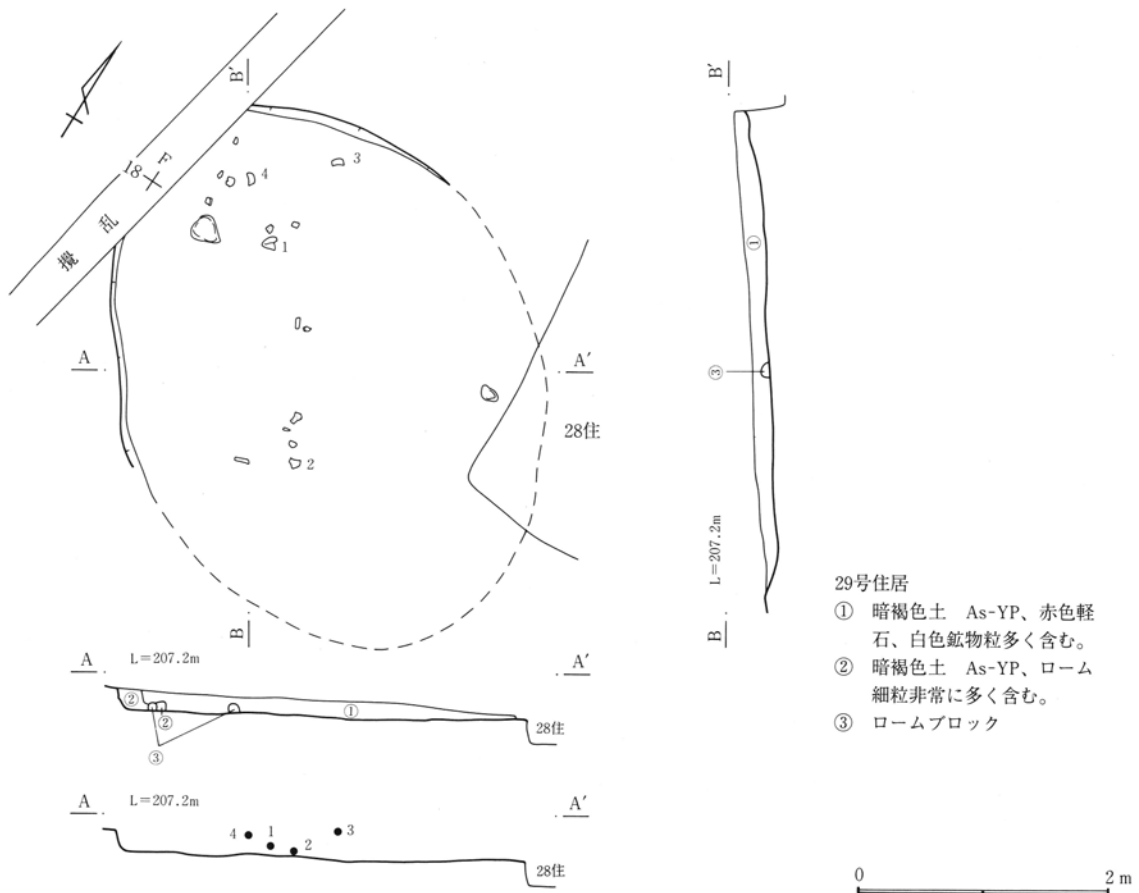 B′
18 F
攪乱
3
4
1
A
A′
28住
2
B
A L=207.2m A′
②
②
①
③
28住
A L=207.2m A′
4
1
2
3
28住
B′
①
③
L=207.2m
B
29号住居
① 暗褐色土 As-YP、赤色軽
石、白色鉱物粒多く含む。
② 暗褐色土 As-YP、ローム
細粒非常に多く含む。
③ ロームブロック
0 2 m